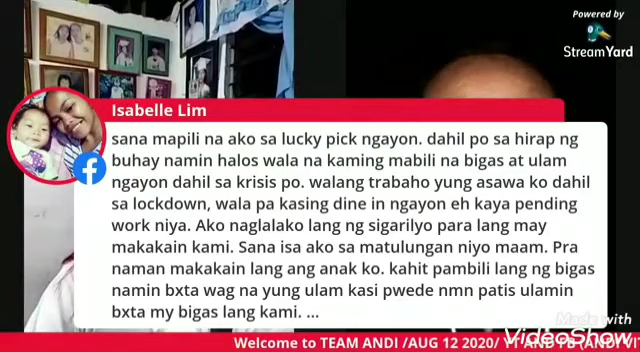 Powered by
StreamYard
Isabelle Lim
sana mapili na ako sa lucky pick ngayon. dahil po sa hirap ng
buhay namin halos wala na kaming mabili na bigas at ulam
ngayon dahil sa krisis po. walang trabaho yung asawa ko dahil
sa lockdown, wala pa kasing dine in ngayon eh kaya pending
work niya. Ako naglalako lang ng sigarilyo para lang may
makakain kami. Sana isa ako sa matulungan niyo maam. Pra
naman makakain lang ang anak ko. kahit pambili lang ng bigas
namin bxta wag na yung ulam kasi pwede nmn patis ulamin
bxta my bigas lang kami. ...
Made with
VideoShow
Welcome to TEAM ANDI /AUG 12 2020/